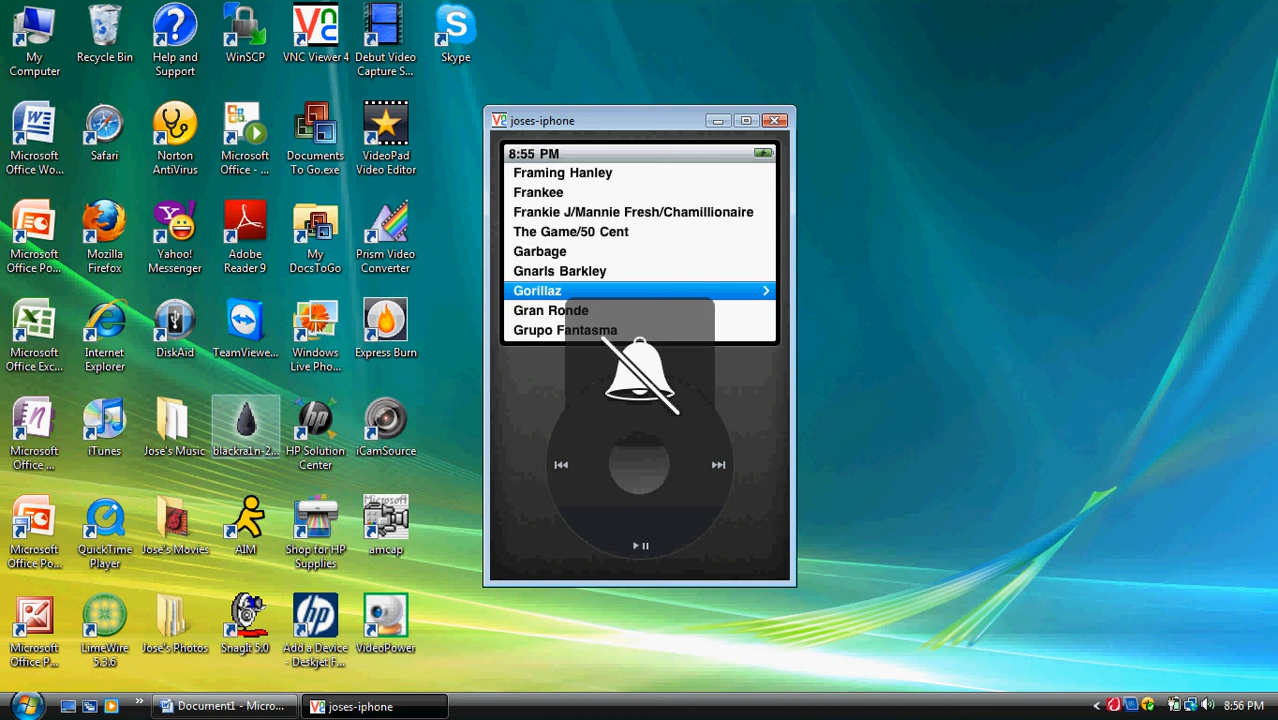 My
Computer
Recycle Bin
Help and
Support
WinSCP
VNC Viewer 4
Debut Video
Capture S...
Skype
Microsoft
Office Wo...
Safari
Norton
AntiVirus
Microsoft
Office - ...
Documents
To Go.exe
VideoPad
Video Editor
Microsoft
Office Po...
Mozilla
Firefox
Yahoo!
Messenger
Adobe
Reader 9
My
DocsToGo
Prism Video
Converter
Microsoft
Office Exc...
Internet
Explorer
DiskAid
TeamViewe...
Windows
Live Pho...
Express Burn
Microsoft
Office ...
iTunes
Jose's Music
blackra1n-2...
HP Solution
Center
iCamSource
Microsoft
Office Po...
QuickTime
Player
Jose's Movies
AIM
Shop for HP
Supplies
Microsoft
amcap
Microsoft
Office P...
LimeWire
5.3.6
Jose's Photos
SnagIt 5.0
Add a Device
- Deskjet F...
VideoPower
joses-iphone
8:55 PM
Framing Hanley
Frankee
Frankie J/Mannie Fresh/Chamillionaire
The Game/50 Cent
Garbage
Gnarls Barkley
Gorillaz
Gran Ronde
Grupo Fantasma
Document1 - Micro...
joses-iphone
8:56 PM